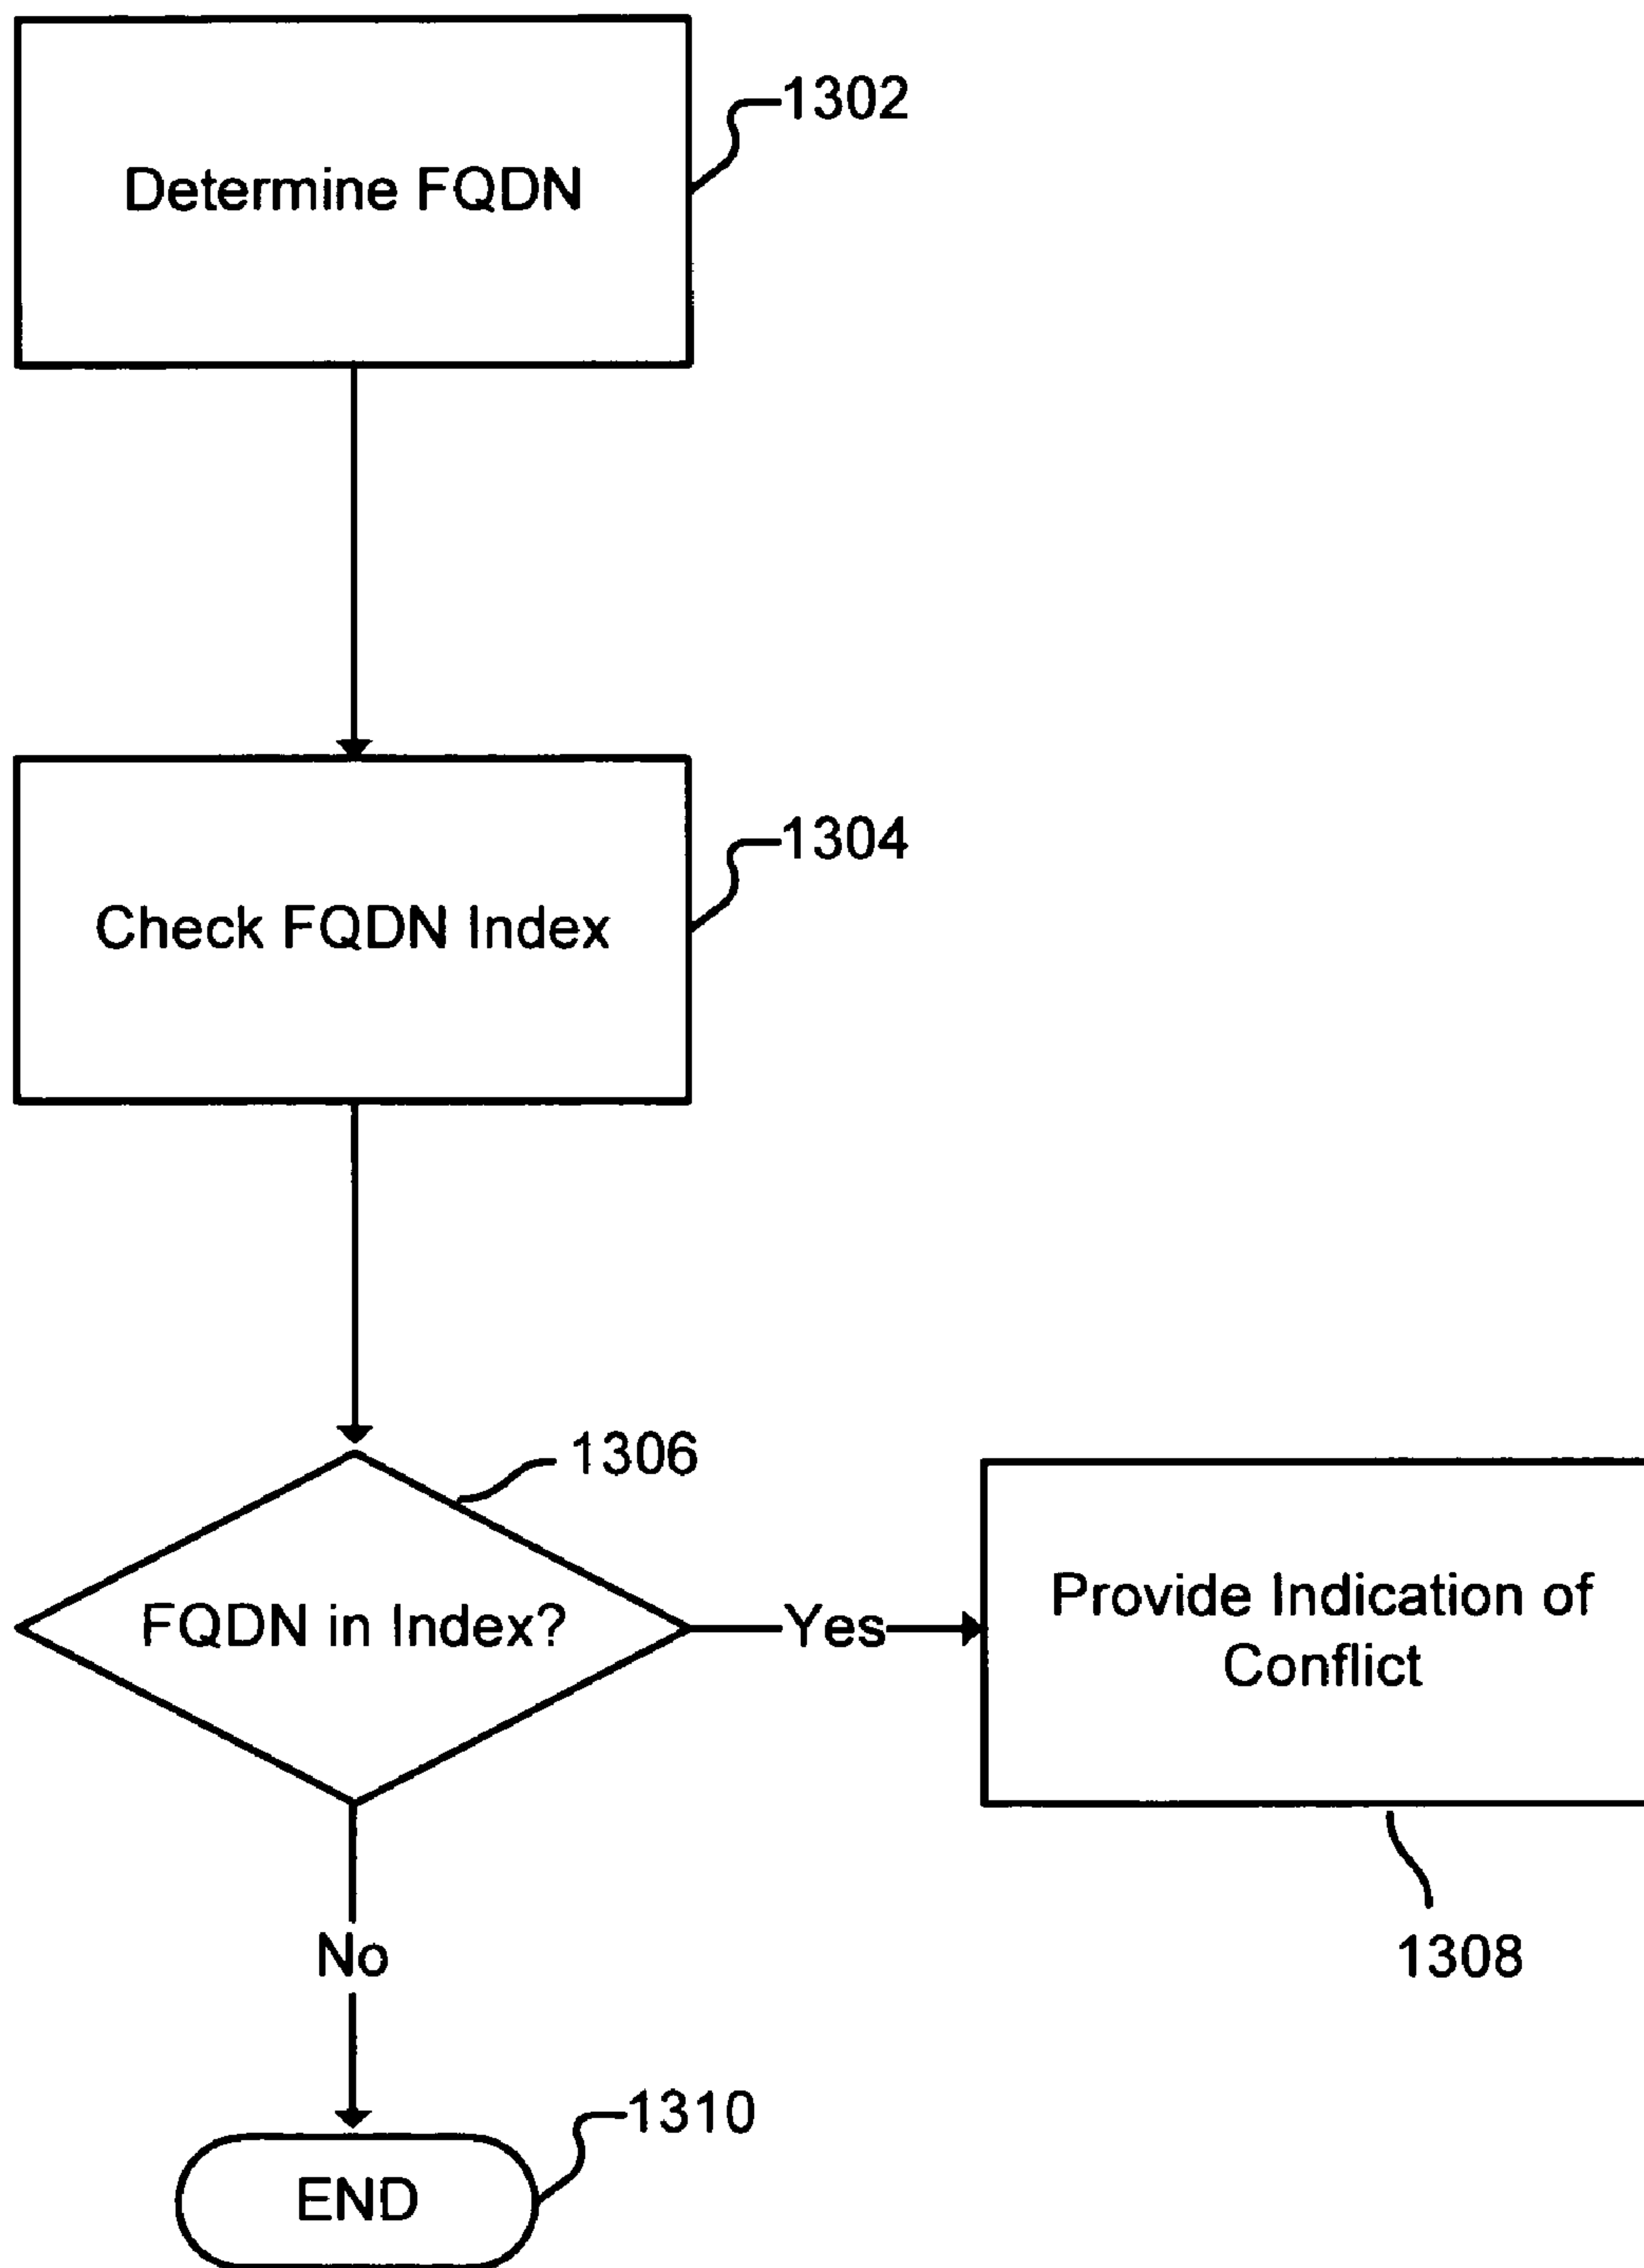 1302
Determine FQDN
1304
Check FQDN Index
1306
FQDN in Index?
Yes
Provide Indication of
Conflict
1308
No
1310
END